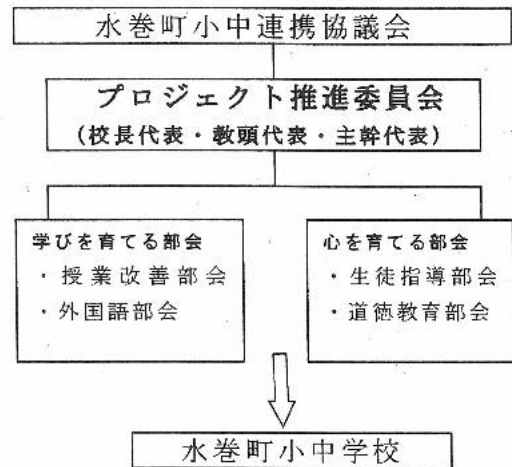 水巻町小中連携協議会
プロジェクト推進委員会
(校長代表・教頭代表・主幹代表)
学びを育てる部会
・授業改善部会
・外国語部会
心を育てる部会
・生徒指導部会
・道徳教育部会
水巻町小中学校